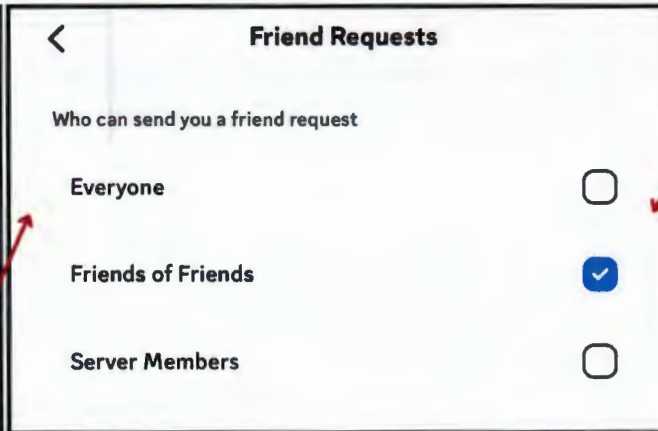 Friend Requests
Who can send you a friend request
Everyone
Friends of Friends
Server Members